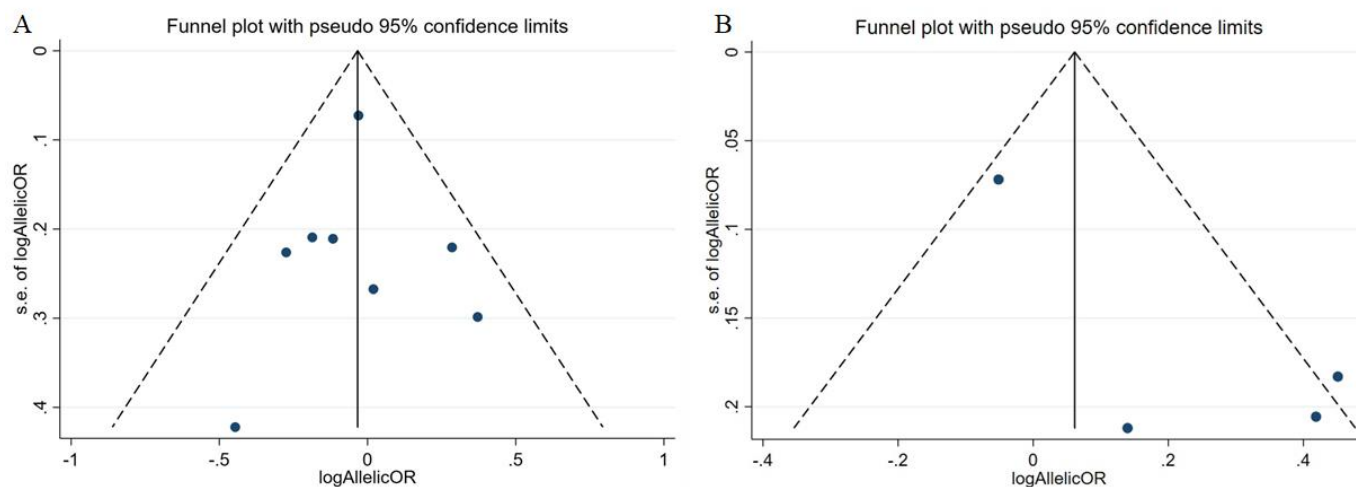 A
Funnel plot with pseudo 95% confidence limits
0
.1
.2
.3
.4
s.e. of logAllelicOR
-1
-.5
0
.5
1
logAllelicOR
B
Funnel plot with pseudo 95% confidence limits
0
.05
.1
.15
.2
s.e. of logAllelicOR
-.4
-.2
0
.2
.4
logAllelicOR